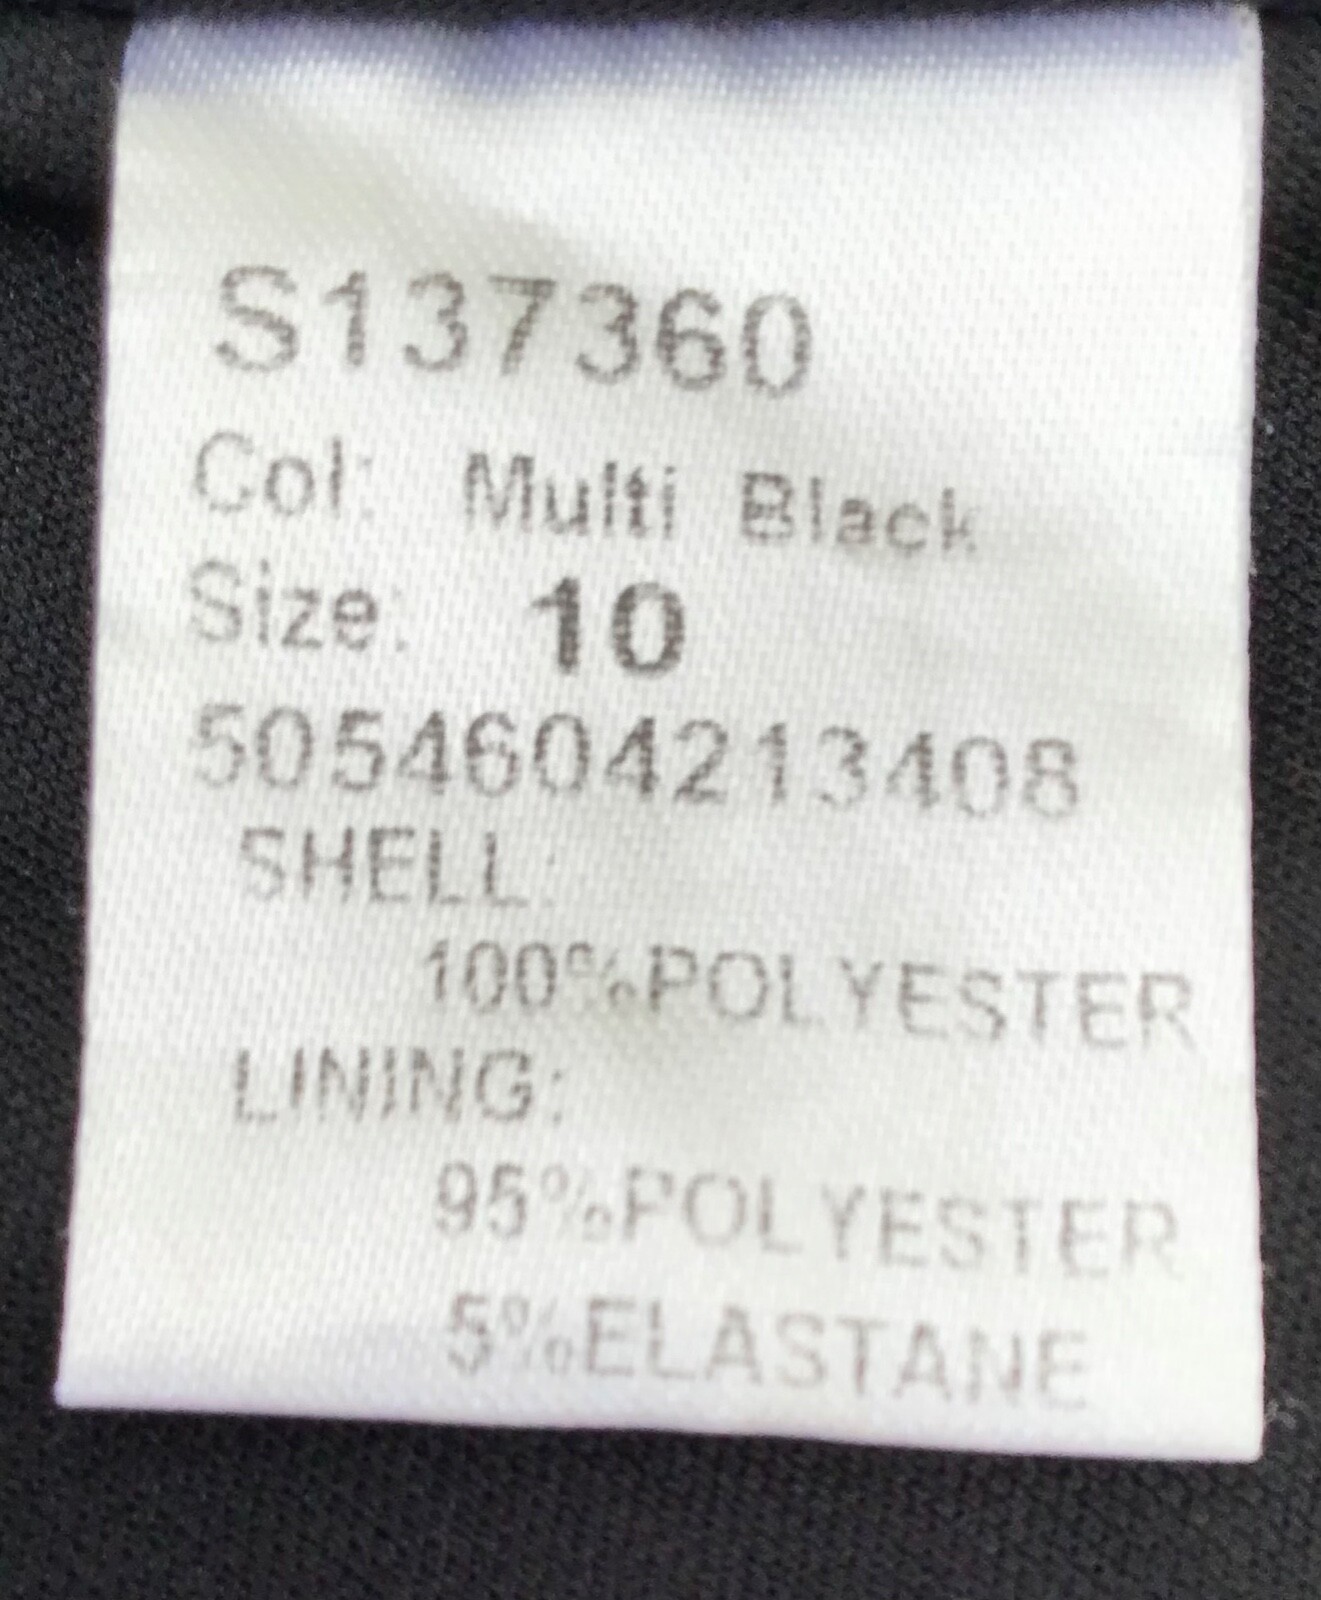 S137360
Col: Multi Black
Size: 10
5054604213408
SHELL:
100%POLYESTER
LINING:
95%POLYESTER
5%ELASTANE